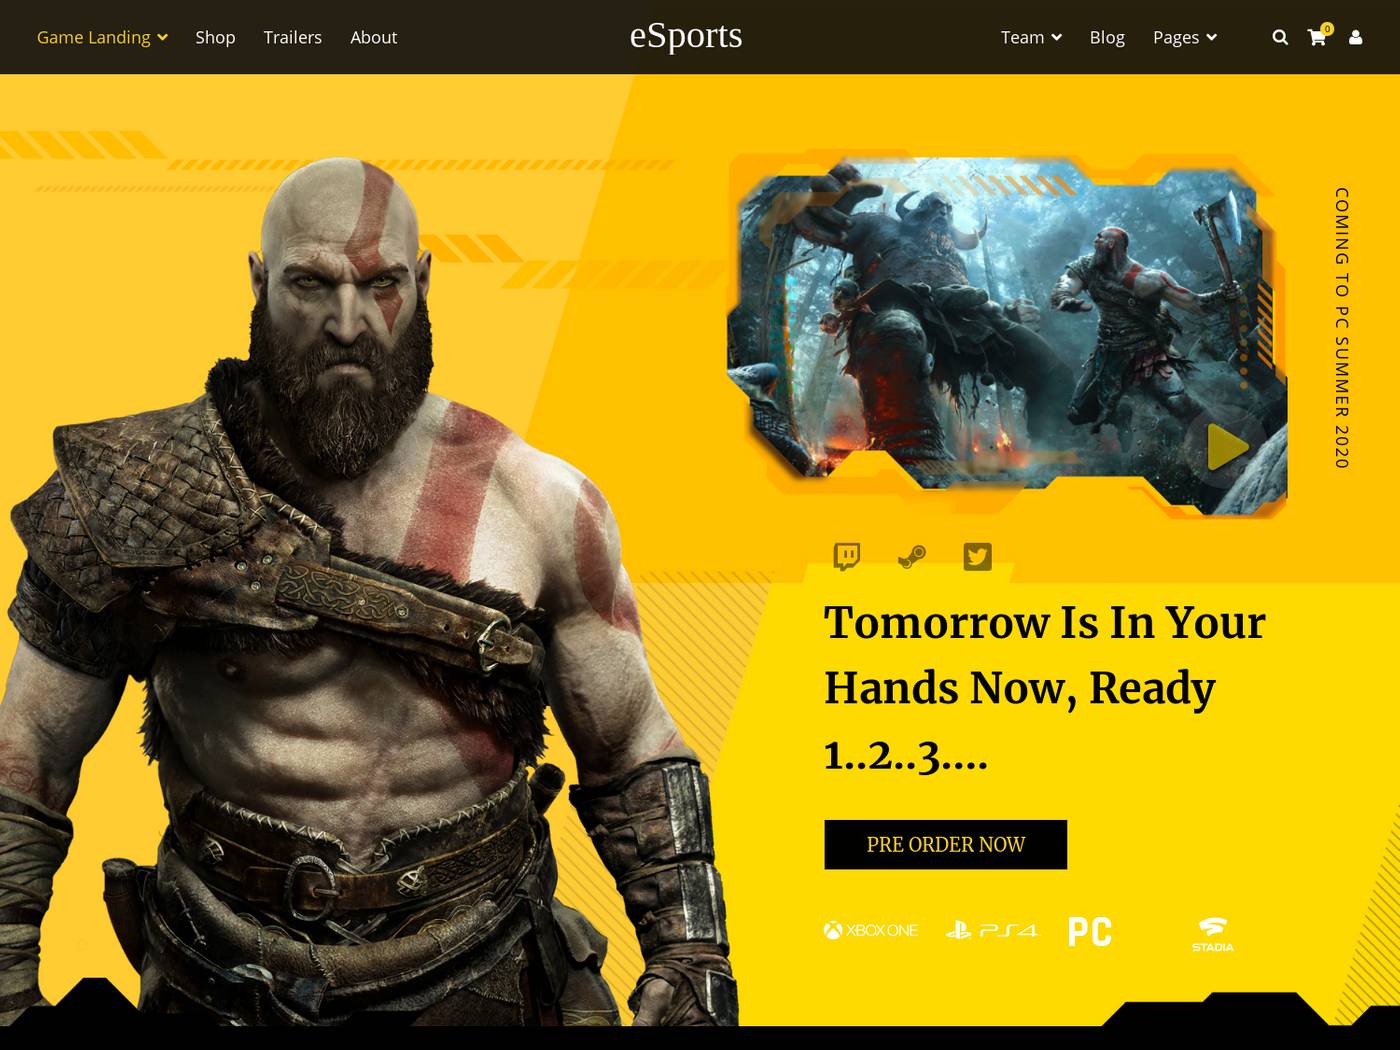 Game Landing
Shop
Trailers
About
eSports
Team
Blog
Pages
0
COMING TO PC SUMMER 2020
Tomorrow Is In Your
Hands Now, Ready
1..2..3....
PRE ORDER NOW
XBOX ONE
PS4
PC
STADIA